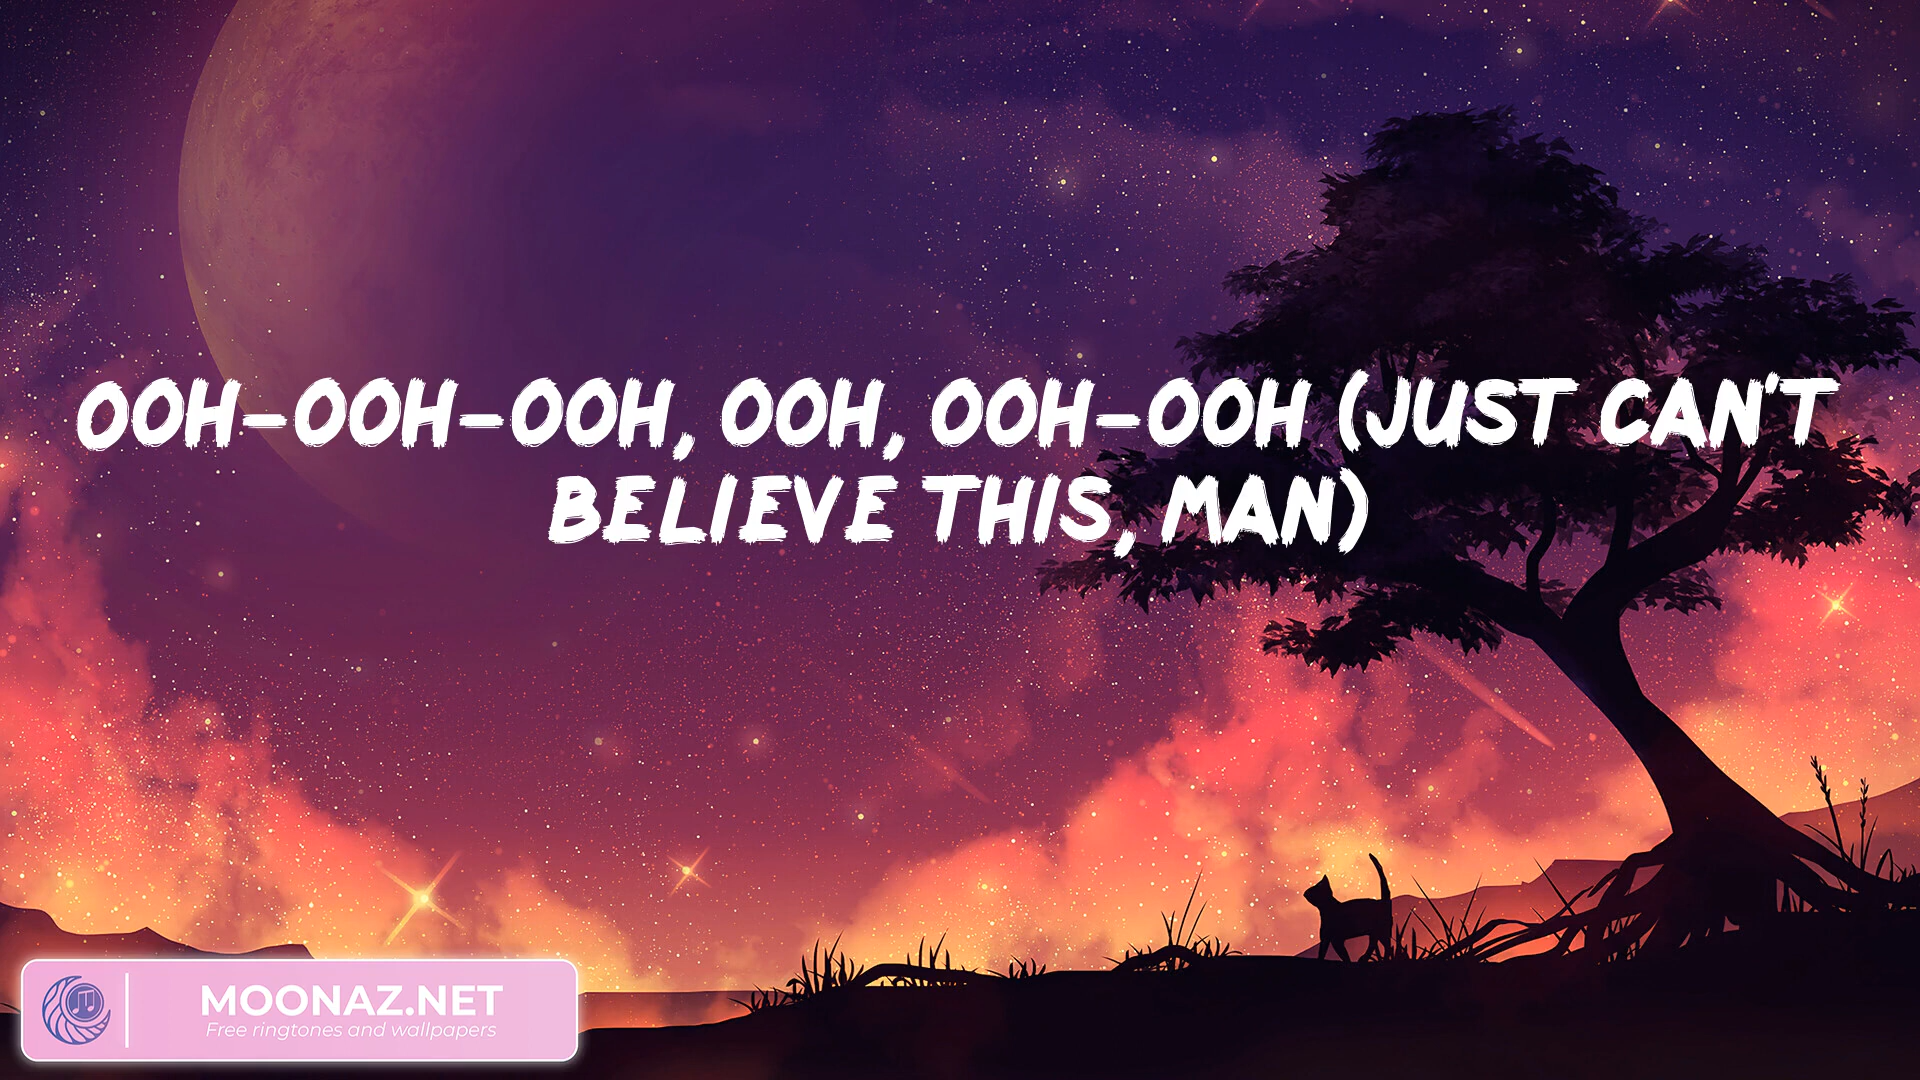 OOH-OOH-OOH, OOH, OOH-OOH (JUST CAN'T
BELIEVE THIS, MAN)
MOONAZ.NET
Free ringtones and wallpapers